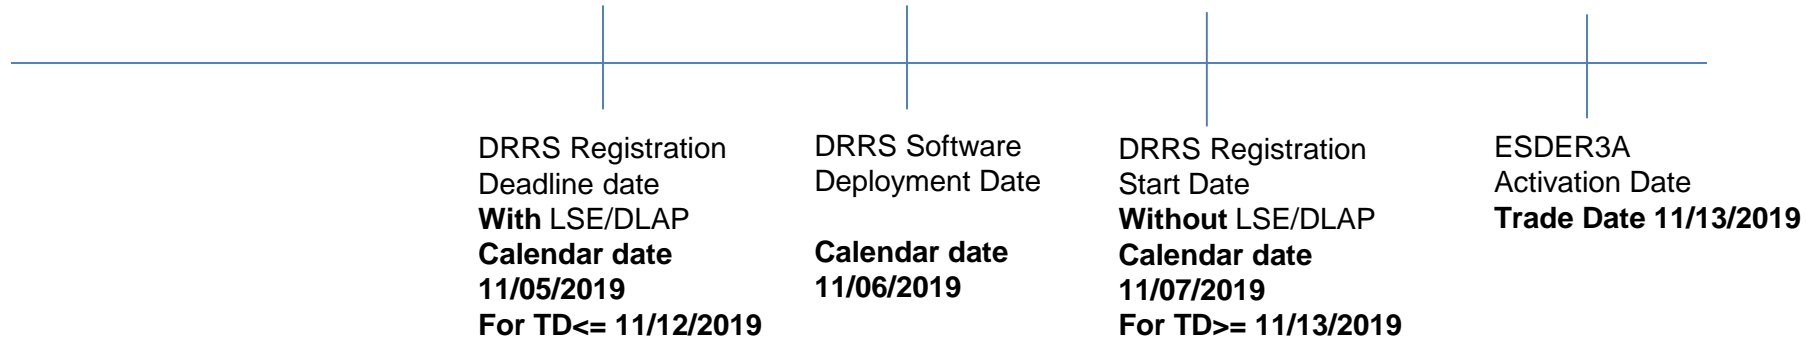 DRRS Registration
Deadline date
With LSE/DLAP
Calendar date
11/05/2019
For TD<= 11/12/2019
DRRS Software
Deployment Date
Calendar date
11/06/2019
DRRS Registration
Start Date
Without LSE/DLAP
Calendar date
11/07/2019
For TD>= 11/13/2019
ESDER3A
Activation Date
Trade Date 11/13/2019